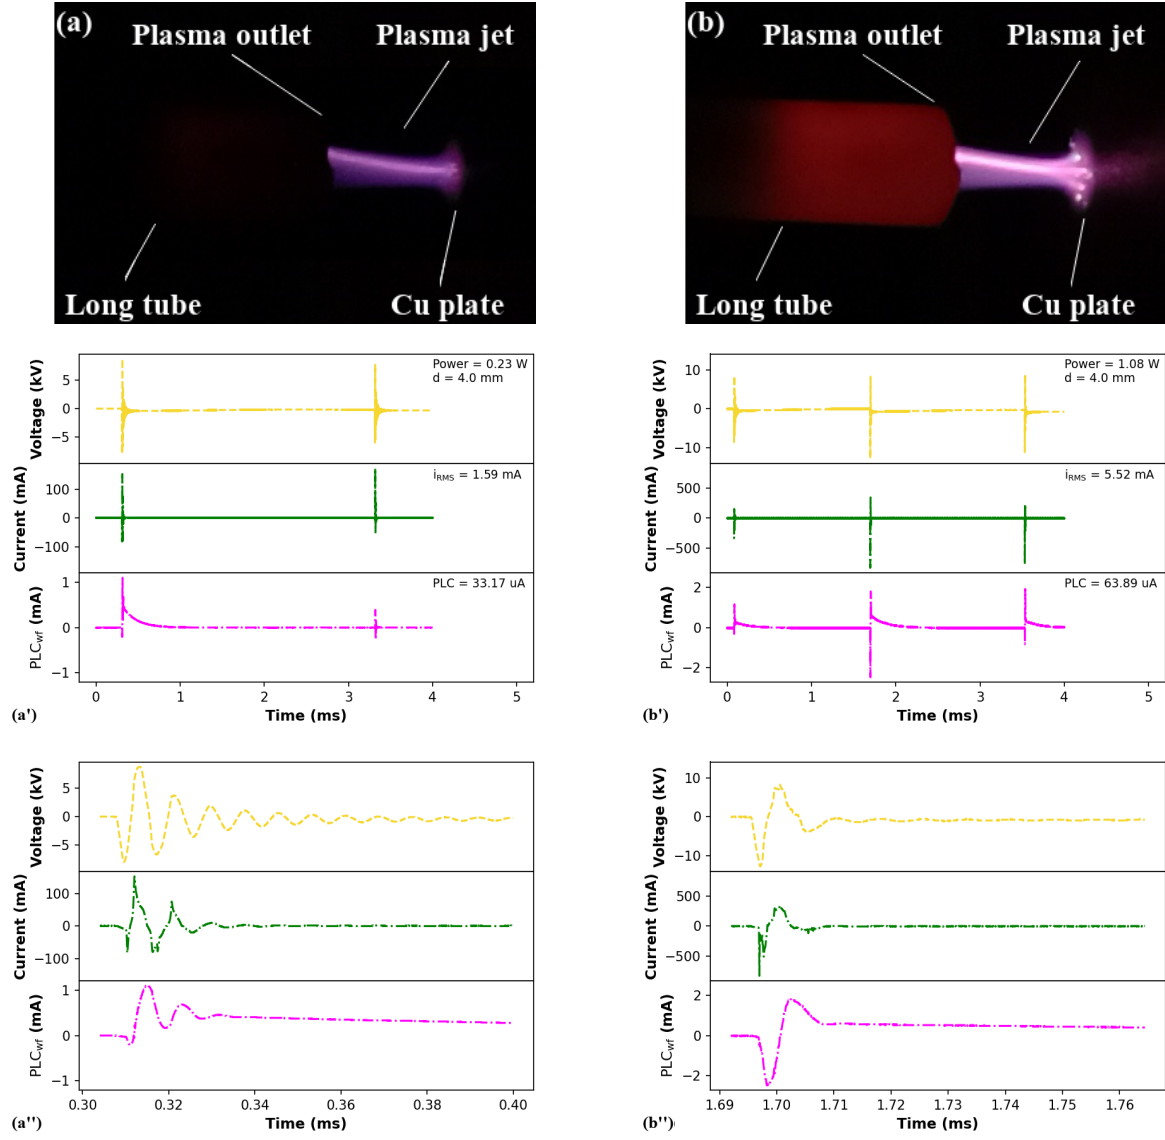 (a)
Plasma outlet
Plasma jet
Long tube
Cu plate
(b)
Plasma outlet
Plasma jet
Long tube
Cu plate
Voltage (kV)
5
0
−5
Power = 0.23 W
d = 4.0 mm
Current (mA)
100
0
−100
iRMS = 1.59 mA
PLCwf (mA)
1
0
−1
PLC = 33.17 uA
0 1 2 3 4 5
Time (ms)
(a')
Voltage (kV)
10
0
−10
Power = 1.08 W
d = 4.0 mm
Current (mA)
500
0
−500
iRMS = 5.52 mA
PLCwf (mA)
2
0
−2
PLC = 63.89 uA
0 1 2 3 4 5
Time (ms)
(b')
Voltage (kV)
5
0
−5
Current (mA)
100
0
−100
PLCwf (mA)
1
0
−1
0.30 0.32 0.34 0.36 0.38 0.40
Time (ms)
(a'')
Voltage (kV)
10
0
−10
Current (mA)
500
0
−500
PLCwf (mA)
2
0
−2
1.69 1.70 1.71 1.72 1.73 1.74 1.75 1.76
Time (ms)
(b'')